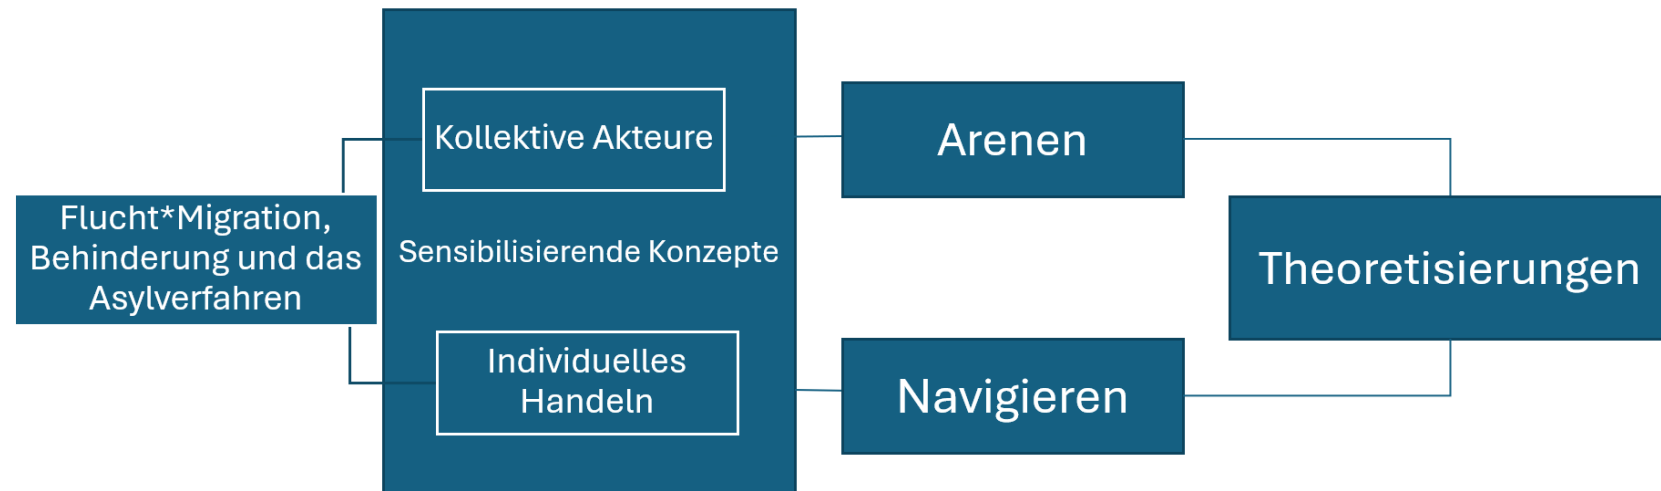 Flucht*Migration,
Behinderung und das
Asylverfahren
Kollektive Akteure
Sensibilisierende Konzepte
Individuelles
Handeln
Arenen
Navigieren
Theoretisierungen